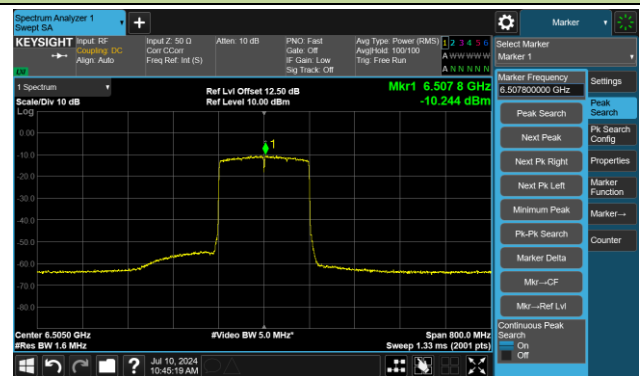 Spectrum Analyzer 1
Swept SA
Marker
KEYSIGHT
Input: RF
Coupling: DC
Align: Auto
Input Z: 50 Ω
Corr CCorr
Freq Ref: Int (S)
Atten: 10 dB
PNO: Fast
Gate: Off
IF Gain: Low
Sig Track: Off
Avg Type: Power (RMS)
Avg|Hold: 100/100
Trig: Free Run
1 2 3 4 5 6
A W W W W W
A N N N N N
Select Marker
Marker 1
1 Spectrum
Scale/Div 10 dB
Log
Ref Lvl Offset 12.50 dB
Ref Level 10.00 dBm
Mkr1 6.507 8 GHz
-10.244 dBm
1
0.00
-10.0
-20.0
-30.0
-40.0
-50.0
-60.0
-70.0
-80.0
Center 6.5050 GHz
#Res BW 1.6 MHz
#Video BW 5.0 MHz*
Span 800.0 MHz
Sweep 1.33 ms (2001 pts)
Marker Frequency
6.507800000 GHz
Peak Search
Next Peak
Next Pk Right
Next Pk Left
Minimum Peak
Pk-Pk Search
Marker Delta
Mkr→CF
Mkr→Ref Lvl
Continuous Peak
Search
On
Off
Settings
Peak
Search
Pk Search
Config
Properties
Marker
Function
Marker→
Counter
?
Jul 10, 2024
10:45:19 AM